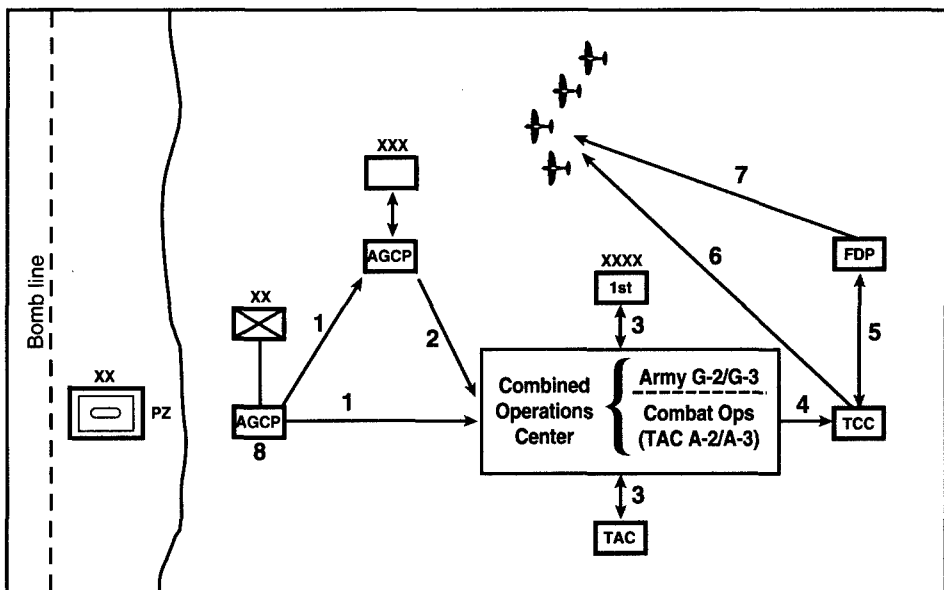 XXX
AGCP
7
FDP
6
XXXX
1st
3
5
Bomb line
XX
1
2
XX
PZ
AGCP
8
1
Combined
Operations
Center
Army G-2/G-3
Combat Ops
(TAC A-2/A-3)
4
TCC
3
TAC